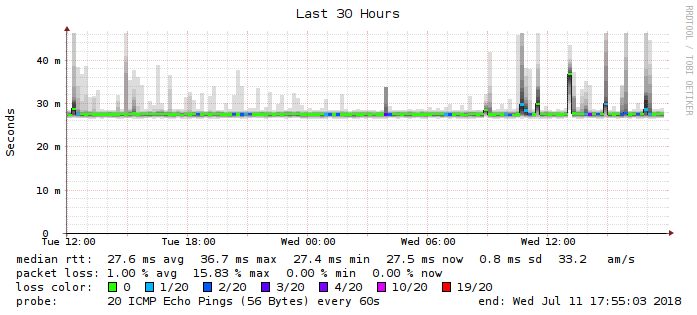 Last 30 Hours
RRDTOOL / TOBI OETIKER
Seconds
40 m
30 m
20 m
10 m
0
Tue 12:00 Tue 18:00 Wed 00:00 Wed 06:00 Wed 12:00
median rtt: 27.6 ms avg 36.7 ms max 27.4 ms min 27.5 ms now 0.8 ms sd 33.2 am/s
packet loss: 1.00 % avg 15.83 % max 0.00 % min 0.00 % now
loss color: 0 1/20 2/20 3/20 4/20 10/20 19/20
probe: 20 ICMP Echo Pings (56 Bytes) every 60s end: Wed Jul 11 17:55:03 2018